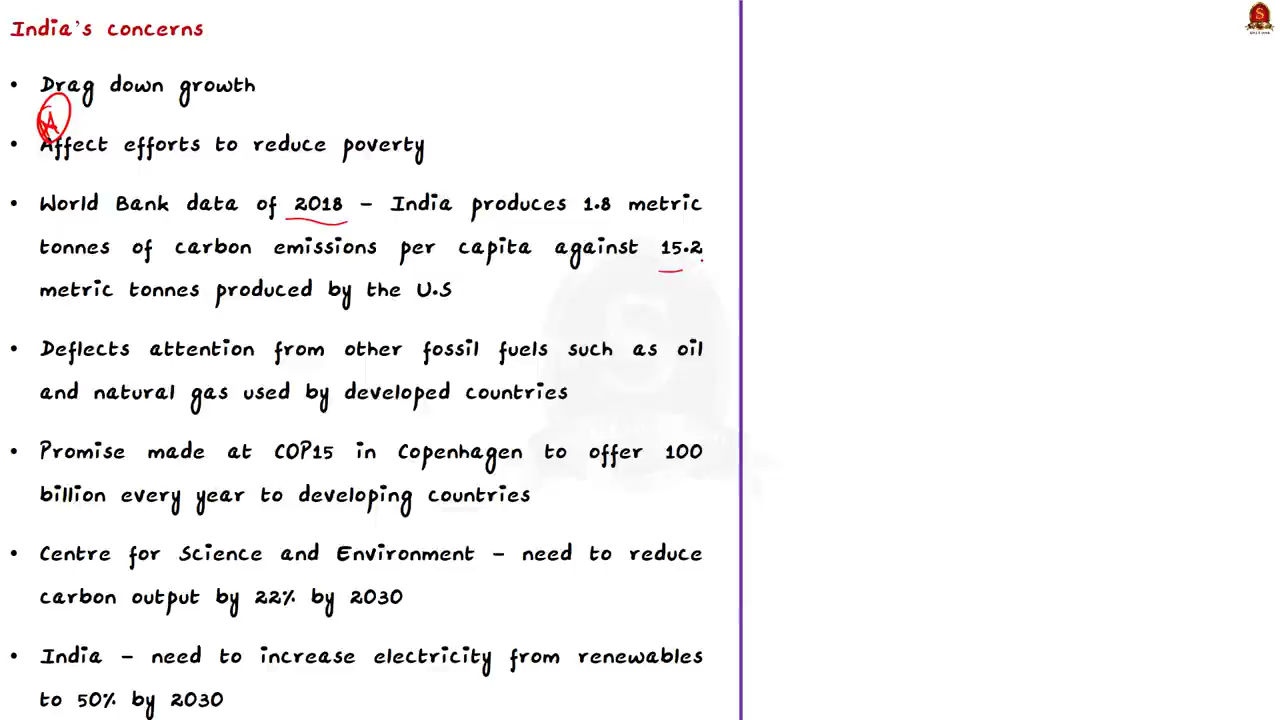 India's concerns
• Drag down growth
• Affect efforts to reduce poverty
• World Bank data of 2018 – India produces 1.8 metric
tonnes of carbon emissions per capita against 15.2
metric tonnes produced by the U.S
• Deflects attention from other fossil fuels such as oil
and natural gas used by developed countries
• Promise made at COP15 in Copenhagen to offer 100
billion every year to developing countries
• Centre for Science and Environment – need to reduce
carbon output by 22% by 2030
• India – need to increase electricity from renewables
to 50% by 2030